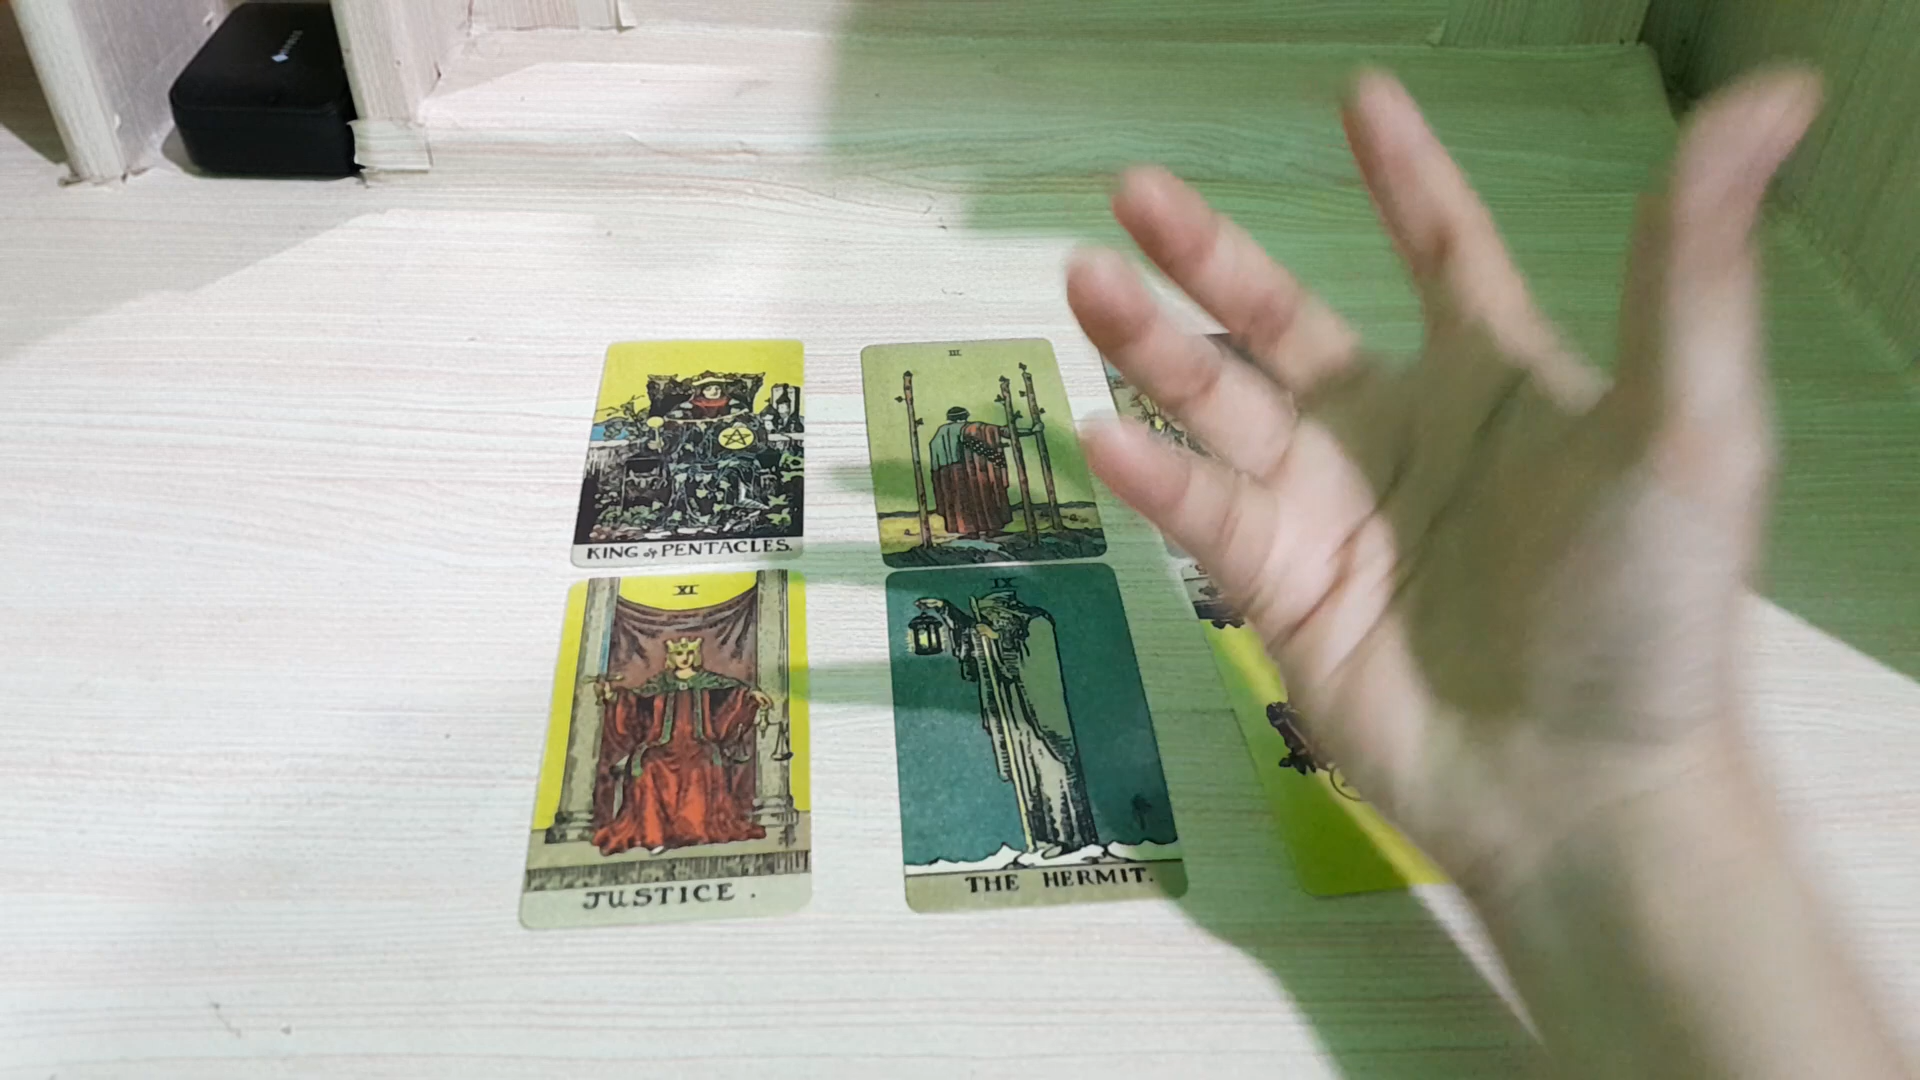 III
KING of PENTACLES.
XI
IX
JUSTICE.
THE HERMIT.